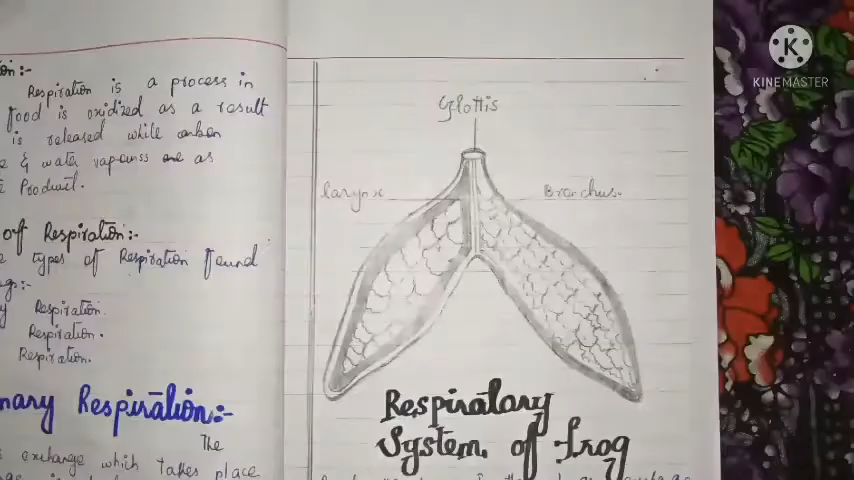 on:-
Respiration is a process in
food is oxidized as a result
is released while carbon
& water vapourss are as
Product.
of Respiration:-
types of Respiration found
Respiration.
Respiration.
Respiration.
nary Respiration:-
The
exchange which takes place
Glottis
larynx
Bronchus.
Respiratory
System. of frog
K
KINEMASTER